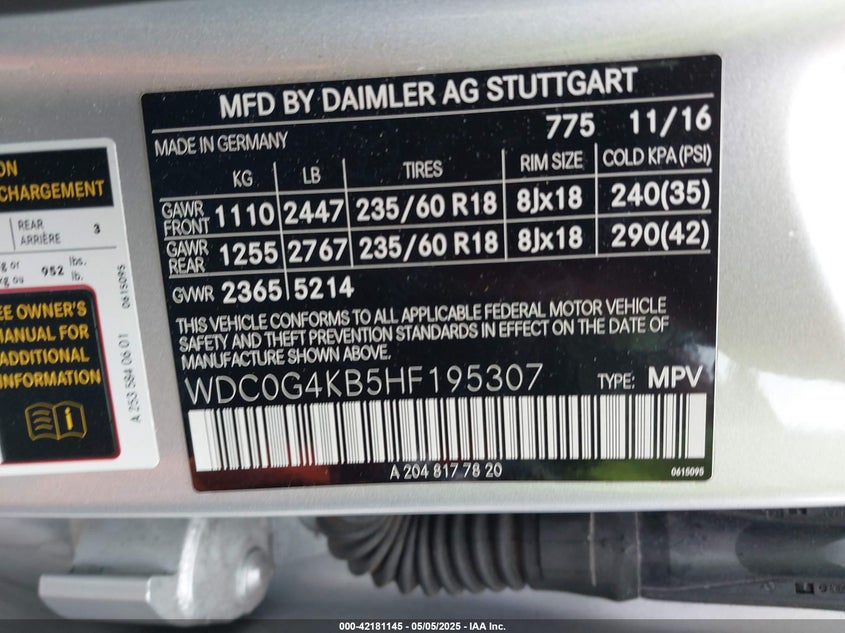 MFD BY DAIMLER AG STUTTGART
775 11/16
MADE IN GERMANY
KG LB TIRES RIM SIZE COLD KPA (PSI)
GAWR FRONT 1110 2447 235/60 R18 8Jx18 240(35)
GAWR REAR 1255 2767 235/60 R18 8Jx18 290(42)
GVWR 2365 5214
THIS VEHICLE CONFORMS TO ALL APPLICABLE FEDERAL MOTOR VEHICLE
SAFETY AND THEFT PREVENTION STANDARDS IN EFFECT ON THE DATE OF
MANUFACTURE SHOWN ABOVE.
WDC0G4KB5HF195307 TYPE: MPV
A 204 817 78 20
0615095
CHARGEMENT
REAR
ARRIÈRE 3
kg ou 952 lbs.
lb.
OWNER'S
MANUAL FOR
ADDITIONAL
INFORMATION
A 253 584 06 01 0615095
000-42181145 - 05/05/2025 - IAA Inc.